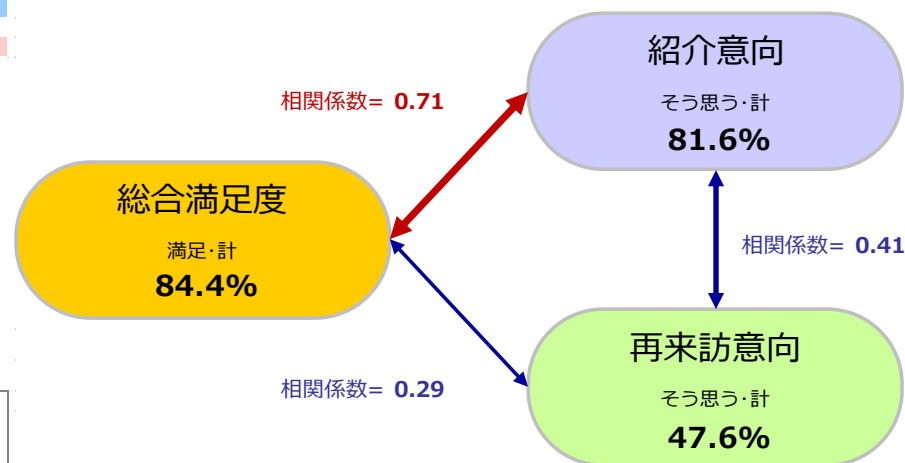 紹介意向
そう思う･計
81.6%
相関係数= 0.71
総合満足度
満足･計
84.4%
相関係数= 0.41
相関係数= 0.29
再来訪意向
そう思う･計
47.6%